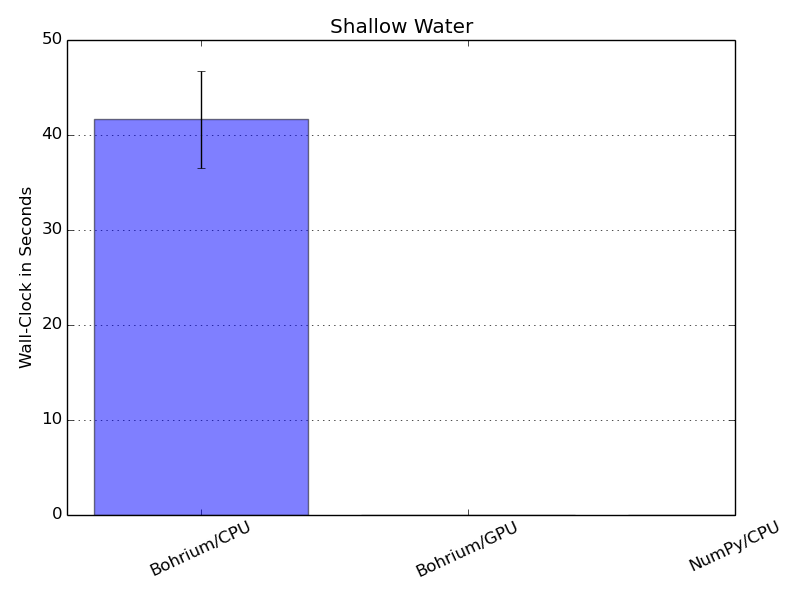 Shallow Water
50
40
30
20
10
0
Wall-Clock in Seconds
Bohrium/CPU
Bohrium/GPU
NumPy/CPU